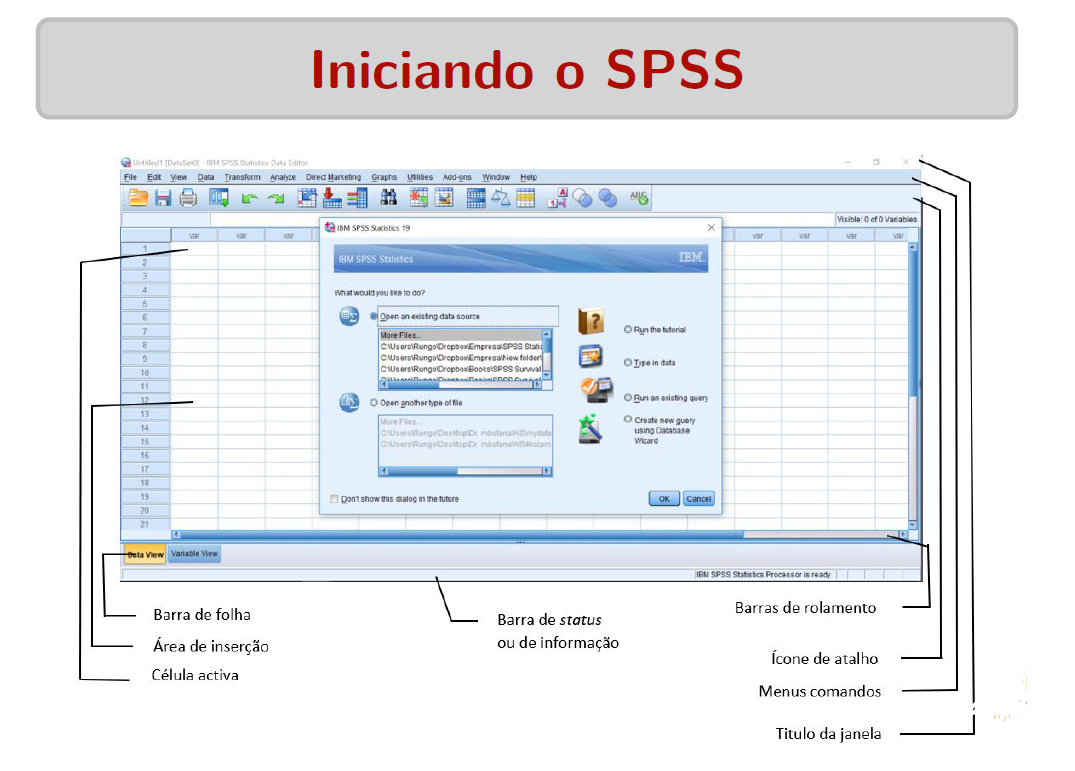 Iniciando o SPSS
Untitled1 [DataSet0] - IBM SPSS Statistics Data Editor
File Edit View Data Transform Analyze Direct Marketing Graphs Utilities Add-ons Window Help
Visible: 0 of 0 Variables
var var var var var var var
1
2
3
4
5
6
7
8
9
10
11
12
13
14
15
16
17
18
19
20
21
IBM SPSS Statistics 19
IBM SPSS Statistics IBM.
What would you like to do?
Open an existing data source
More Files...
C:\Users\Rungo\Dropbox\Empresa\SPSS Statis
C:\Users\Rungo\Dropbox\Empresa\New folder\
C:\Users\Rungo\Dropbox\Books\SPSS Survival
C:\Users\Rungo\Dropbox\Books\SPSS Survival
Open another type of file
More Files...
C:\Users\Rungo\Desktop\Dr. mbofana\AIS\mydata
C:\Users\Rungo\Desktop\Dr. mbofana\AIS\Mozam
Run the tutorial
Type in data
Run an existing query
Create new query
using Database
Wizard
Don't show this dialog in the future
OK Cancel
Data View Variable View
IBM SPSS Statistics Processor is ready
Barra de folha
Área de inserção
Célula activa
Barra de status
ou de informação
Barras de rolamento
Ícone de atalho
Menus comandos
Titulo da janela